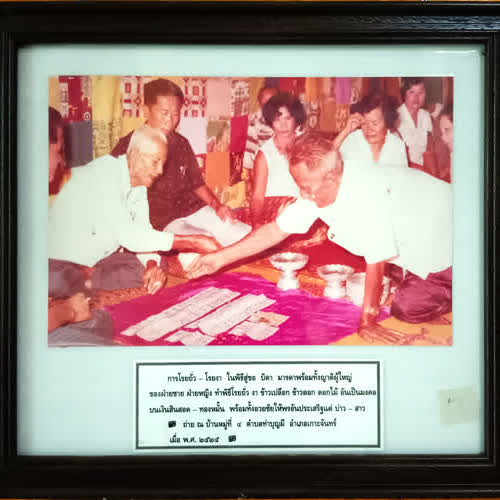 การโรยถั่ว – โรยงา ในพิธีสู่ขอ บิดา มารดาพร้อมทั้งญาติผู้ใหญ่
ของฝ่ายชาย ฝ่ายหญิง ทำพิธีโรยถั่ว งา ข้าวเปลือก ข้าวตอก ดอกไม้ อันเป็นมงคล
บนเงินสินสอด – ทองหมั้น พร้อมทั้งอวยชัยให้พรอันประเสริฐแด่ บ่าว – สาว
ถ่าย ณ บ้านหมู่ที่ ๔ ตำบลท่าบุญมี อำเภอเกาะจันทร์
เมื่อ พ.ศ. ๒๕๒๕